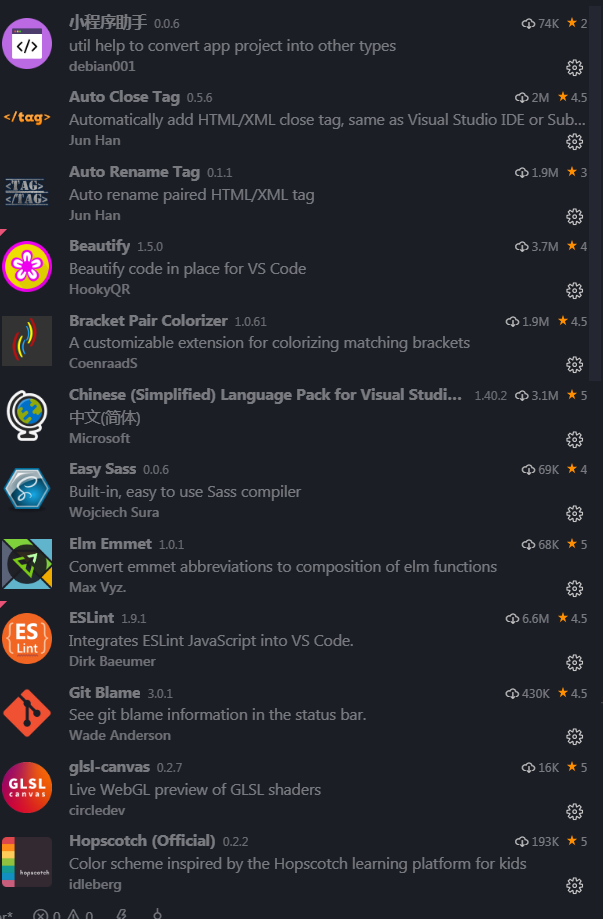 小程序助手 0.0.6 74K 2
util help to convert app project into other types
debian001
</tag>
Auto Close Tag 0.5.6 2M 4.5
Automatically add HTML/XML close tag, same as Visual Studio IDE or Sub...
Jun Han
<TAG>
</TAG>
Auto Rename Tag 0.1.1 1.9M 3
Auto rename paired HTML/XML tag
Jun Han
Beautify 1.5.0 3.7M 4
Beautify code in place for VS Code
HookyQR
Bracket Pair Colorizer 1.0.61 1.9M 4.5
A customizable extension for colorizing matching brackets
CoenraadS
Chinese (Simplified) Language Pack for Visual Studi... 1.40.2 3.1M 5
中文(简体)
Microsoft
Easy Sass 0.0.6 69K 4
Built-in, easy to use Sass compiler
Wojciech Sura
Elm Emmet 1.0.1 68K 5
Convert emmet abbreviations to composition of elm functions
Max Vyz.
{ES}
Lint
ESLint 1.9.1 6.6M 4.5
Integrates ESLint JavaScript into VS Code.
Dirk Baeumer
Git Blame 3.0.1 430K 4.5
See git blame information in the status bar.
Wade Anderson
GLSL
canvas
glsl-canvas 0.2.7 16K 5
Live WebGL preview of GLSL shaders
circledev
hopscotch
Hopscotch (Official) 0.2.2 193K 5
Color scheme inspired by the Hopscotch learning platform for kids
idleberg
0 0